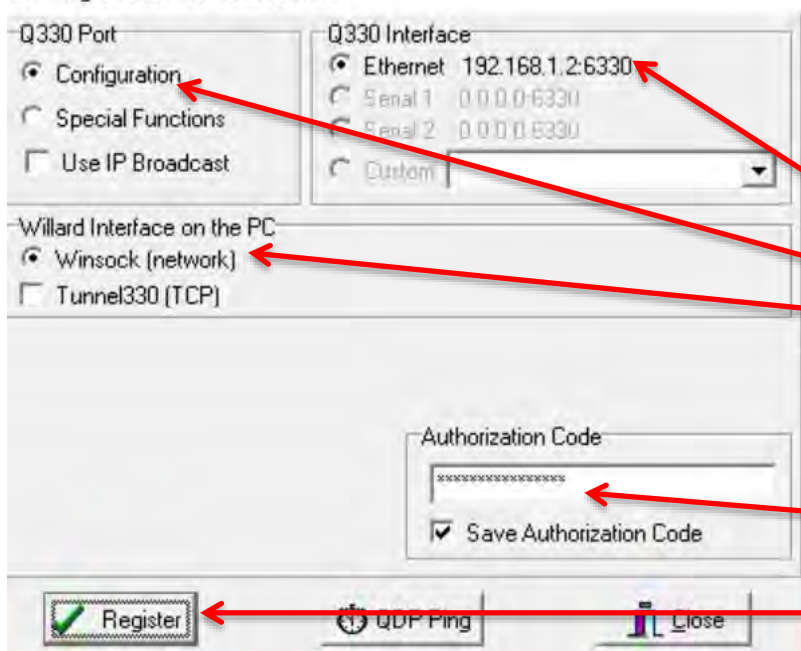 Q330 Port
Configuration
Special Functions
Use IP Broadcast
Q330 Interface
Ethernet 192.168.1.2:6330
Serial 1 0.0.0.0:6330
Serial 2 0.0.0.0:6330
Custom
Willard Interface on the PC
Winsock (network)
Tunnel330 (TCP)
Authorization Code
****************
Save Authorization Code
Register
QDP Ping
Close